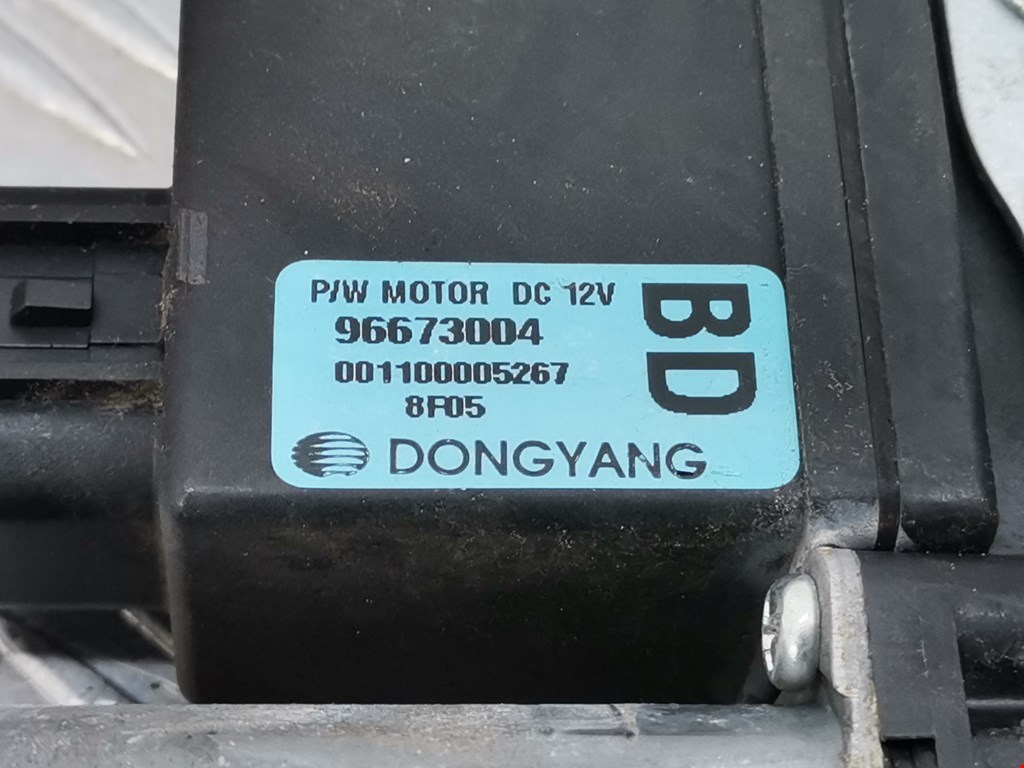 P/W MOTOR DC 12V
96673004
001100005267
8F05
DONGYANG
BD